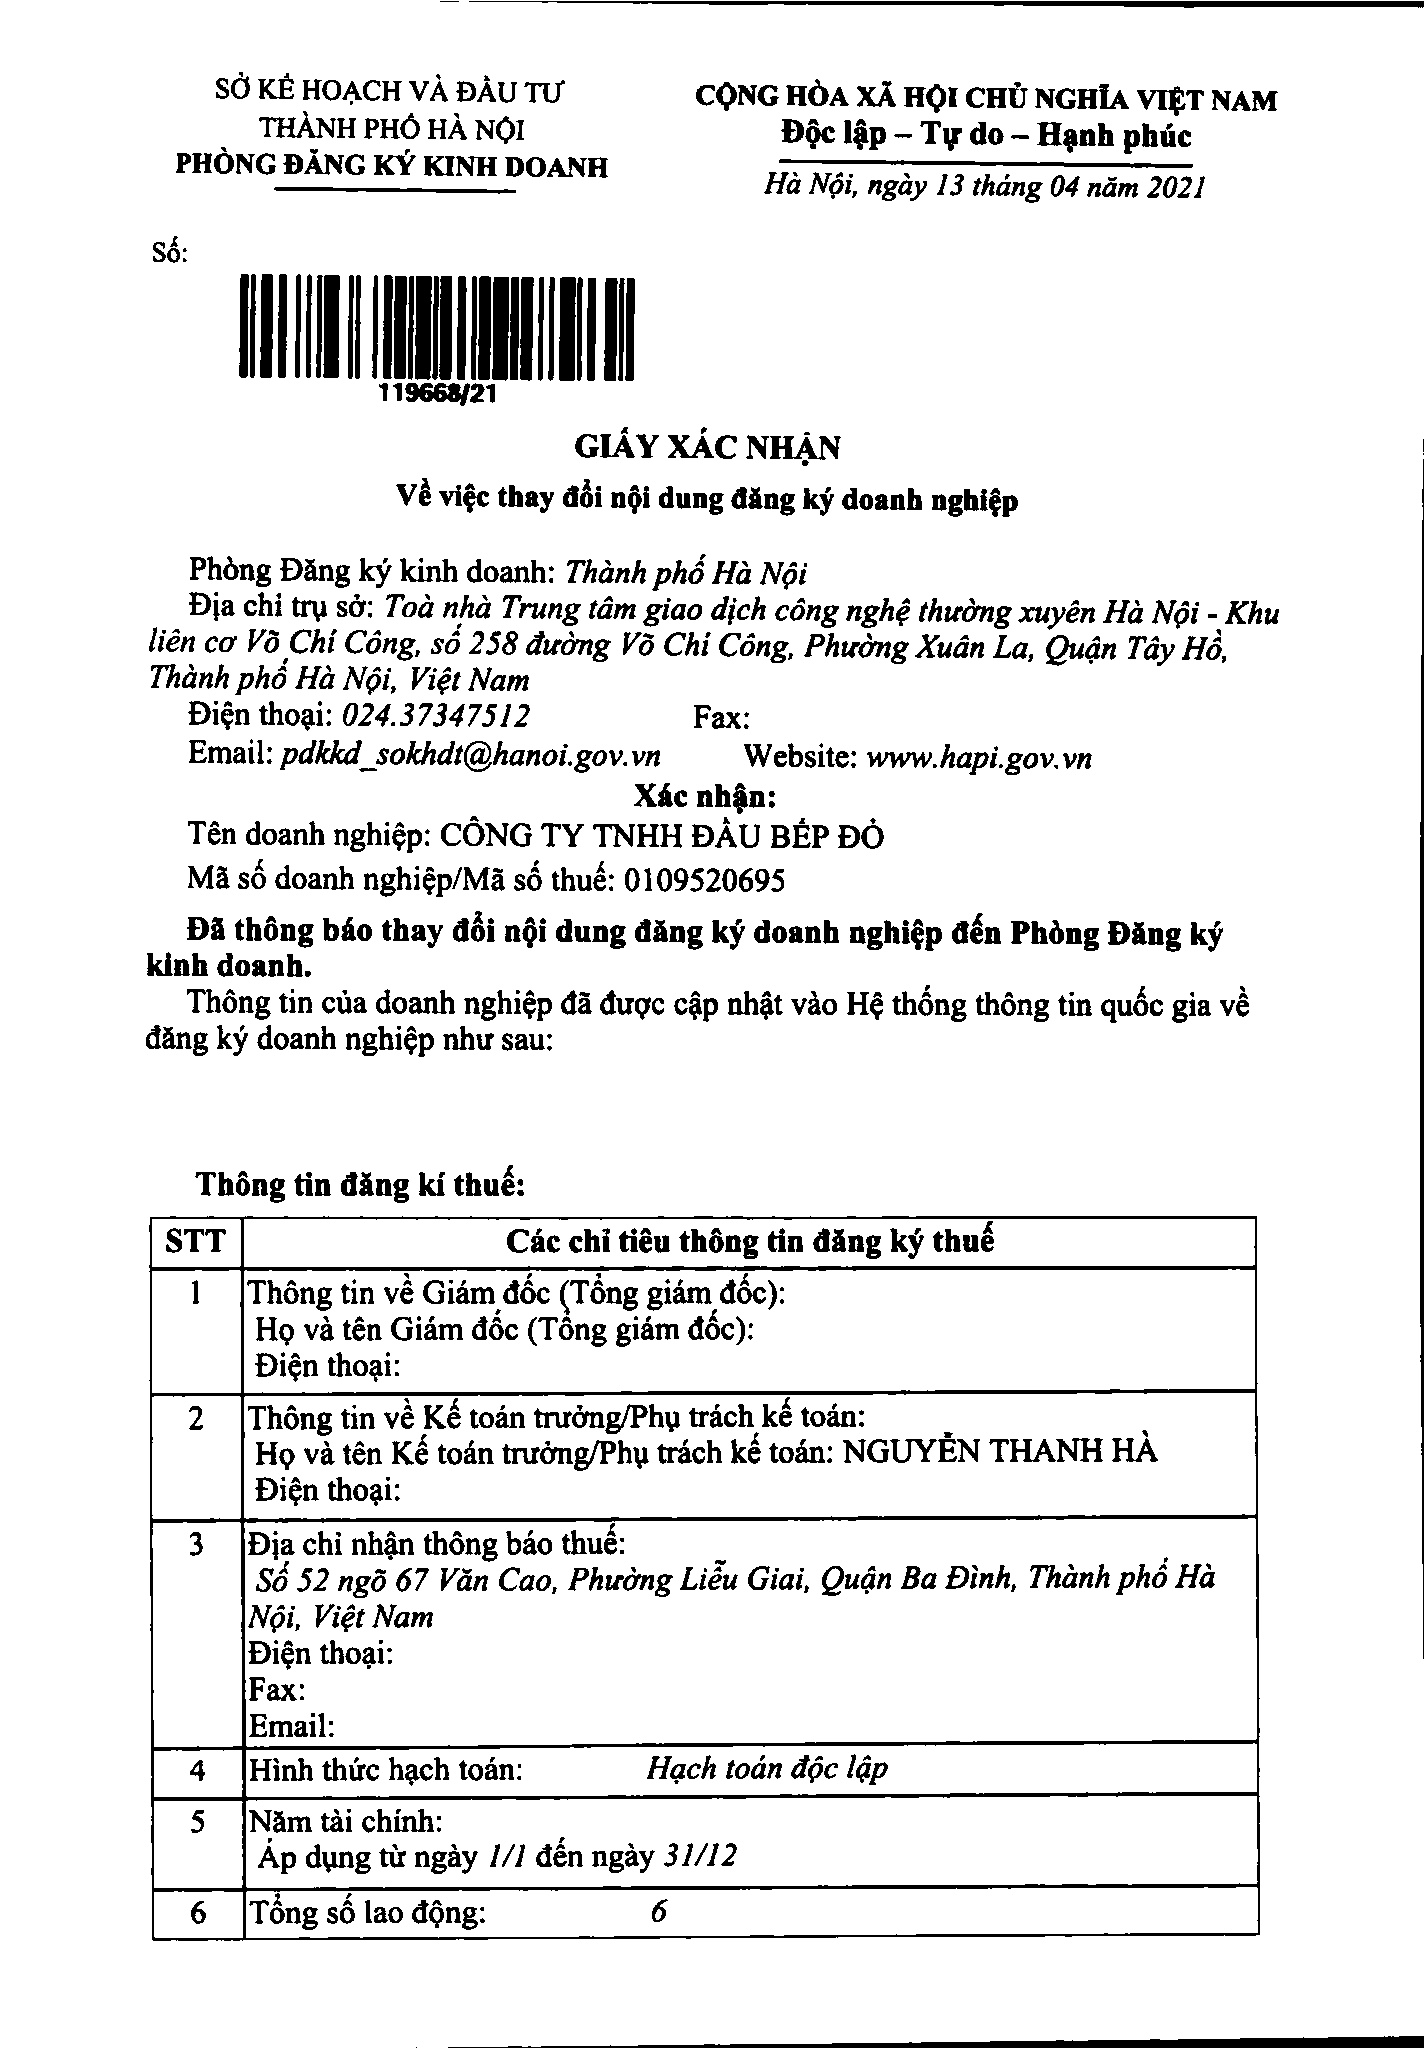 SỞ KẾ HOẠCH VÀ ĐẦU TƯ
THÀNH PHỐ HÀ NỘI
PHÒNG ĐĂNG KÝ KINH DOANH
CỘNG HÒA XÃ HỘI CHỦ NGHĨA VIỆT NAM
Độc lập – Tự do – Hạnh phúc
Hà Nội, ngày 13 tháng 04 năm 2021
Số:
119668/21
GIẤY XÁC NHẬN
Về việc thay đổi nội dung đăng ký doanh nghiệp
Phòng Đăng ký kinh doanh: Thành phố Hà Nội
Địa chỉ trụ sở: Toà nhà Trung tâm giao dịch công nghệ thường xuyên Hà Nội - Khu
liên cơ Võ Chí Công, số 258 đường Võ Chí Công, Phường Xuân La, Quận Tây Hồ,
Thành phố Hà Nội, Việt Nam
Điện thoại: 024.37347512 Fax:
Email: pdkkd_sokhdt@hanoi.gov.vn Website: www.hapi.gov.vn
Xác nhận:
Tên doanh nghiệp: CÔNG TY TNHH ĐẦU BẾP ĐỎ
Mã số doanh nghiệp/Mã số thuế: 0109520695
Đã thông báo thay đổi nội dung đăng ký doanh nghiệp đến Phòng Đăng ký
kinh doanh.
Thông tin của doanh nghiệp đã được cập nhật vào Hệ thống thông tin quốc gia về
đăng ký doanh nghiệp như sau:
Thông tin đăng kí thuế:
STT Các chỉ tiêu thông tin đăng ký thuế
1 Thông tin về Giám đốc (Tổng giám đốc):
Họ và tên Giám đốc (Tổng giám đốc):
Điện thoại:
2 Thông tin về Kế toán trưởng/Phụ trách kế toán:
Họ và tên Kế toán trưởng/Phụ trách kế toán: NGUYỄN THANH HÀ
Điện thoại:
3 Địa chỉ nhận thông báo thuế:
Số 52 ngõ 67 Văn Cao, Phường Liễu Giai, Quận Ba Đình, Thành phố Hà
Nội, Việt Nam
Điện thoại:
Fax:
Email:
4 Hình thức hạch toán: Hạch toán độc lập
5 Năm tài chính:
Áp dụng từ ngày 1/1 đến ngày 31/12
6 Tổng số lao động: 6